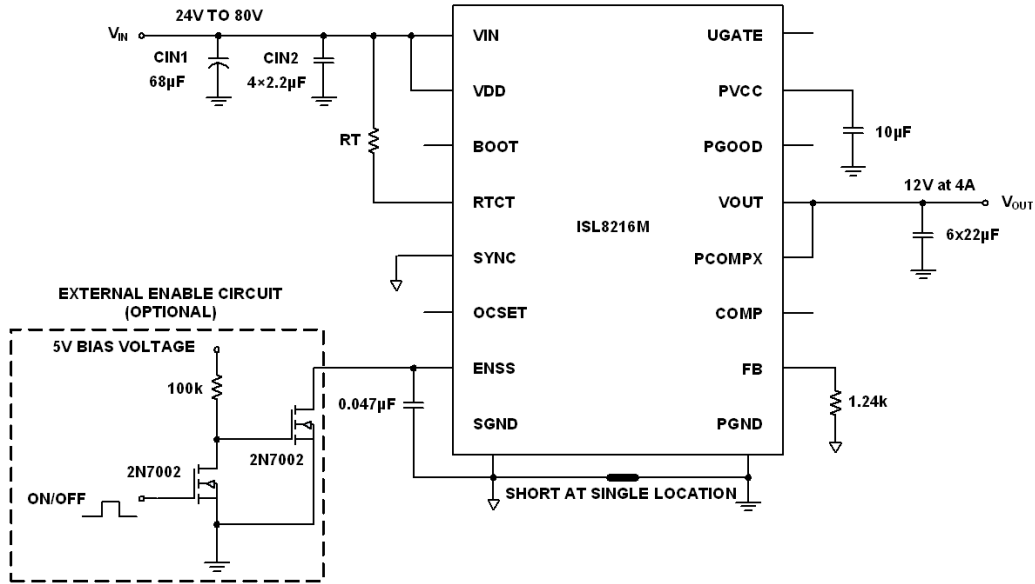 24V TO 80V
VIN
CIN1
68µF
CIN2
4×2.2µF
RT
VIN
VDD
BOOT
RTCT
SYNC
OCSET
ENSS
SGND
ISL8216M
UGATE
PVCC
PGOOD
VOUT
PCOMPX
COMP
FB
PGND
10µF
12V at 4A
VOUT
6x22µF
1.24k
EXTERNAL ENABLE CIRCUIT
(OPTIONAL)
5V BIAS VOLTAGE
100k
2N7002
2N7002
ON/OFF
0.047µF
SHORT AT SINGLE LOCATION